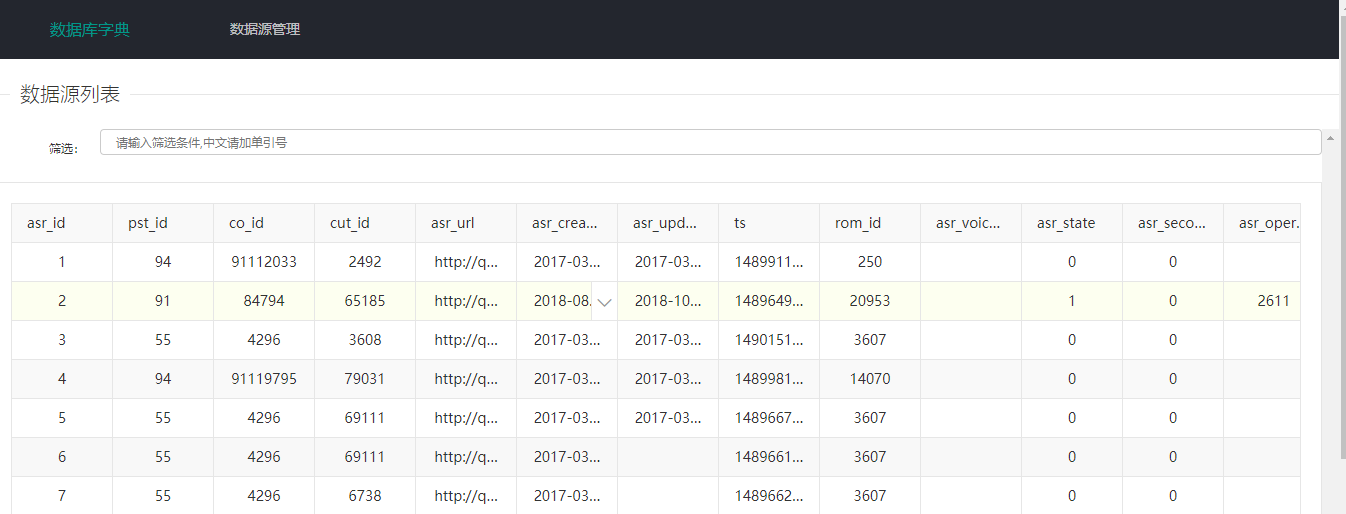 数据库字典 数据源管理
数据源列表
筛选： 请输入筛选条件,中文请加单引号
asr_id pst_id co_id cut_id asr_url asr_crea... asr_upd... ts rom_id asr_voic... asr_state asr_seco... asr_oper.
1 94 91112033 2492 http://q... 2017-03... 2017-03... 1489911... 250 0 0
2 91 84794 65185 http://q... 2018-08. 2018-10... 1489649... 20953 1 0 2611
3 55 4296 3608 http://q... 2017-03... 2017-03... 1490151... 3607 0 0
4 94 91119795 79031 http://q... 2017-03... 2017-03... 1489981... 14070 0 0
5 55 4296 69111 http://q... 2017-03... 2017-03... 1489667... 3607 0 0
6 55 4296 69111 http://q... 2017-03... 1489661... 3607 0 0
7 55 4296 6738 http://q... 2017-03... 1489662... 3607 0 0